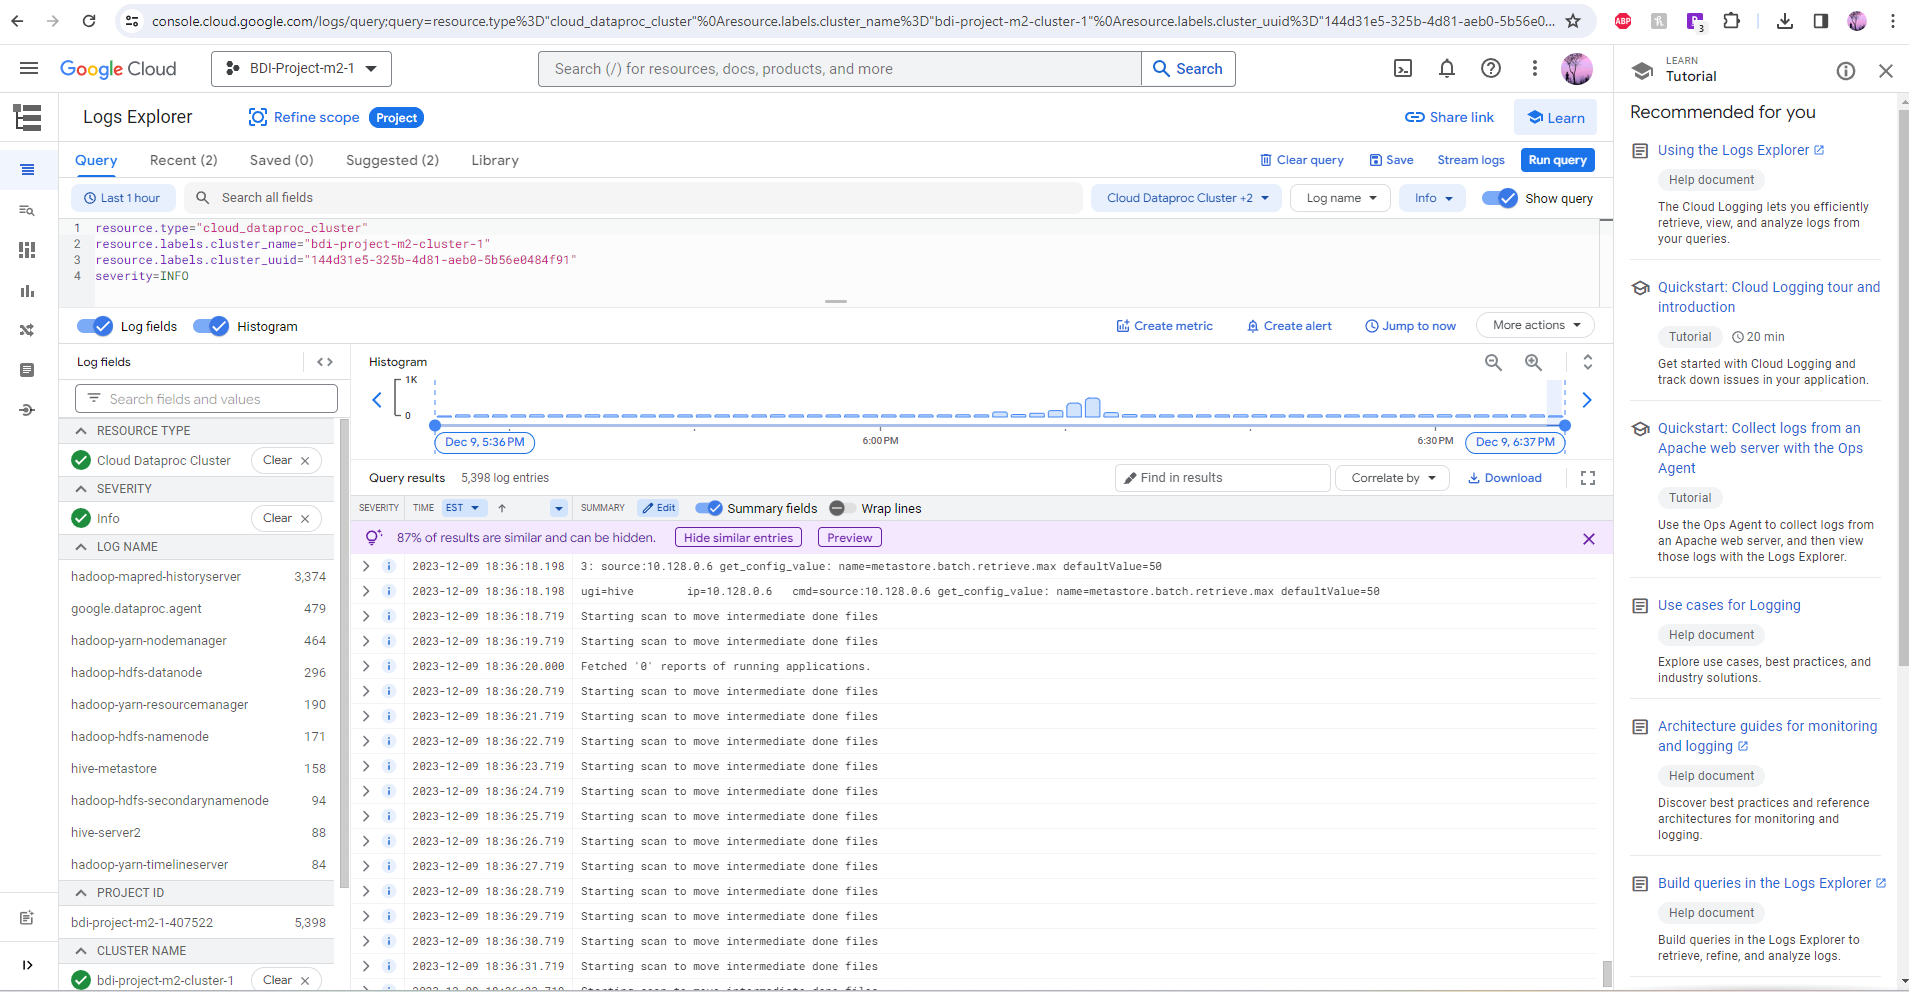 console.cloud.google.com/logs/query;query=resource.type%3D"cloud_dataproc_cluster"%0Aresource.labels.cluster_name%3D"bdi-project-m2-cluster-1"%0Aresource.labels.cluster_uuid%3D"144d31e5-325b-4d81-aeb0-5b56e0...
ABP
3
Google Cloud
BDI-Project-m2-1
Search (/) for resources, docs, products, and more
Search
LEARN
Tutorial
Logs Explorer
Refine scope
Project
Share link
Learn
Query
Recent (2)
Saved (0)
Suggested (2)
Library
Clear query
Save
Stream logs
Run query
Last 1 hour
Search all fields
Cloud Dataproc Cluster +2
Log name
Info
Show query
1 resource.type="cloud_dataproc_cluster"
2 resource.labels.cluster_name="bdi-project-m2-cluster-1"
3 resource.labels.cluster_uuid="144d31e5-325b-4d81-aeb0-5b56e0484f91"
4 severity=INFO
Log fields
Histogram
Create metric
Create alert
Jump to now
More actions
Log fields
Search fields and values
RESOURCE TYPE
Cloud Dataproc Cluster
Clear
SEVERITY
Info
Clear
LOG NAME
hadoop-mapred-historyserver 3,374
google.dataproc.agent 479
hadoop-yarn-nodemanager 464
hadoop-hdfs-datanode 296
hadoop-yarn-resourcemanager 190
hadoop-hdfs-namenode 171
hive-metastore 158
hadoop-hdfs-secondarynamenode 94
hive-server2 88
hadoop-yarn-timelineserver 84
PROJECT ID
bdi-project-m2-1-407522 5,398
CLUSTER NAME
bdi-project-m2-cluster-1
Clear
Histogram
1K
0
Dec 9, 5:36 PM
6:00 PM
6:30 PM
Dec 9, 6:37 PM
Query results
5,398 log entries
Find in results
Correlate by
Download
SEVERITY
TIME
EST
SUMMARY
Edit
Summary fields
Wrap lines
87% of results are similar and can be hidden.
Hide similar entries
Preview
2023-12-09 18:36:18.198 3: source:10.128.0.6 get_config_value: name=metastore.batch.retrieve.max defaultValue=50
2023-12-09 18:36:18.198 ugi=hive ip=10.128.0.6 cmd=source:10.128.0.6 get_config_value: name=metastore.batch.retrieve.max defaultValue=50
2023-12-09 18:36:18.719 Starting scan to move intermediate done files
2023-12-09 18:36:19.719 Starting scan to move intermediate done files
2023-12-09 18:36:20.000 Fetched '0' reports of running applications.
2023-12-09 18:36:20.719 Starting scan to move intermediate done files
2023-12-09 18:36:21.719 Starting scan to move intermediate done files
2023-12-09 18:36:22.719 Starting scan to move intermediate done files
2023-12-09 18:36:23.719 Starting scan to move intermediate done files
2023-12-09 18:36:24.719 Starting scan to move intermediate done files
2023-12-09 18:36:25.719 Starting scan to move intermediate done files
2023-12-09 18:36:26.719 Starting scan to move intermediate done files
2023-12-09 18:36:27.719 Starting scan to move intermediate done files
2023-12-09 18:36:28.719 Starting scan to move intermediate done files
2023-12-09 18:36:29.719 Starting scan to move intermediate done files
2023-12-09 18:36:30.719 Starting scan to move intermediate done files
2023-12-09 18:36:31.719 Starting scan to move intermediate done files
Recommended for you
Using the Logs Explorer
Help document
The Cloud Logging lets you efficiently
retrieve, view, and analyze logs from
your queries.
Quickstart: Cloud Logging tour and
introduction
Tutorial
20 min
Get started with Cloud Logging and
track down issues in your application.
Quickstart: Collect logs from an
Apache web server with the Ops
Agent
Tutorial
Use the Ops Agent to collect logs from
an Apache web server, and then view
those logs with the Logs Explorer.
Use cases for Logging
Help document
Explore use cases, best practices, and
industry solutions.
Architecture guides for monitoring
and logging
Help document
Discover best practices and reference
architectures for monitoring and
logging.
Build queries in the Logs Explorer
Help document
Build queries in the Logs Explorer to
retrieve, refine, and analyze logs.